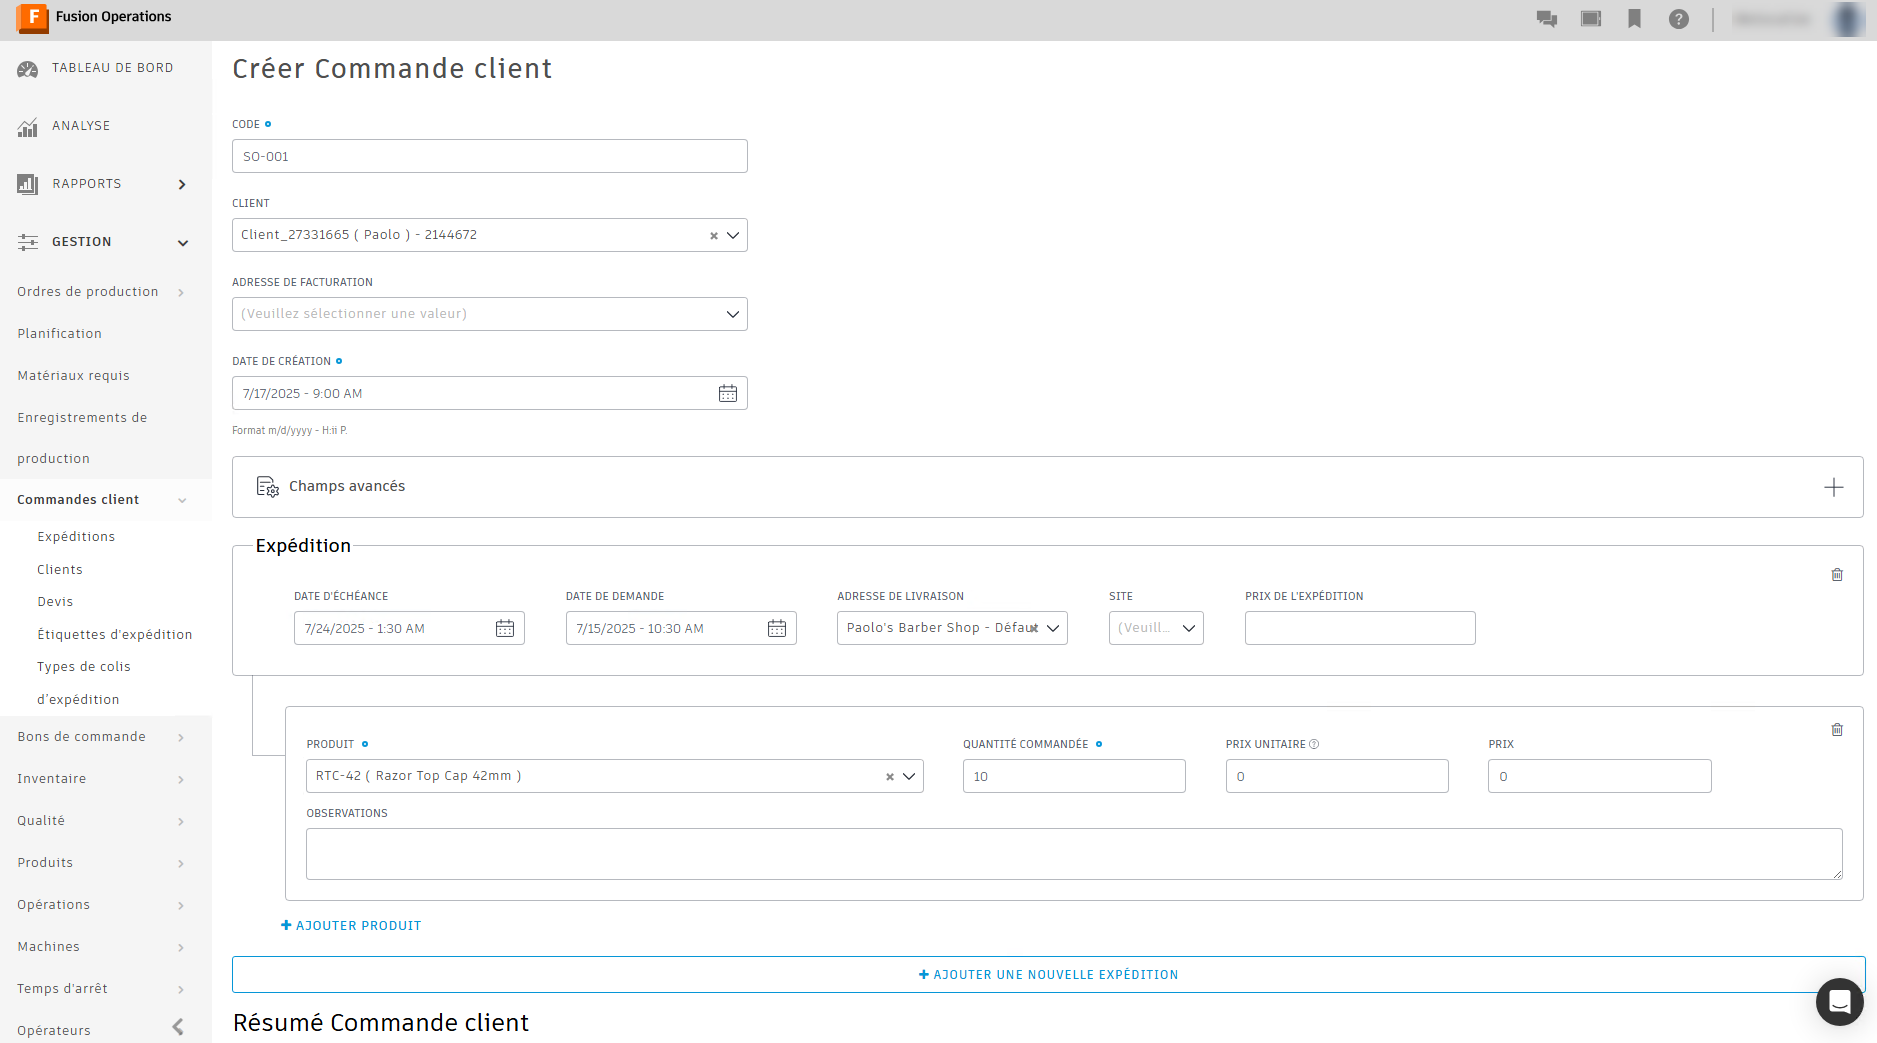 Fusion Operations
TABLEAU DE BORD
ANALYSE
RAPPORTS
GESTION
Ordres de production
Planification
Matériaux requis
Enregistrements de
production
Commandes client
Expéditions
Clients
Devis
Étiquettes d'expédition
Types de colis
d’expédition
Bons de commande
Inventaire
Qualité
Produits
Opérations
Machines
Temps d'arrêt
Opérateurs
Créer Commande client
CODE
SO-001
CLIENT
Client_27331665 ( Paolo ) - 2144672
ADRESSE DE FACTURATION
(Veuillez sélectionner une valeur)
DATE DE CRÉATION
7/17/2025 - 9:00 AM
Format m/d/yyyy - H:ii P.
Champs avancés
Expédition
DATE D'ÉCHÉANCE DATE DE DEMANDE ADRESSE DE LIVRAISON SITE PRIX DE L'EXPÉDITION
7/24/2025 - 1:30 AM 7/15/2025 - 10:30 AM Paolo's Barber Shop - Défaut (Veuill...
PRODUIT QUANTITÉ COMMANDÉE PRIX UNITAIRE PRIX
RTC-42 ( Razor Top Cap 42mm ) 10 0 0
OBSERVATIONS
+ AJOUTER PRODUIT
+ AJOUTER UNE NOUVELLE EXPÉDITION
Résumé Commande client